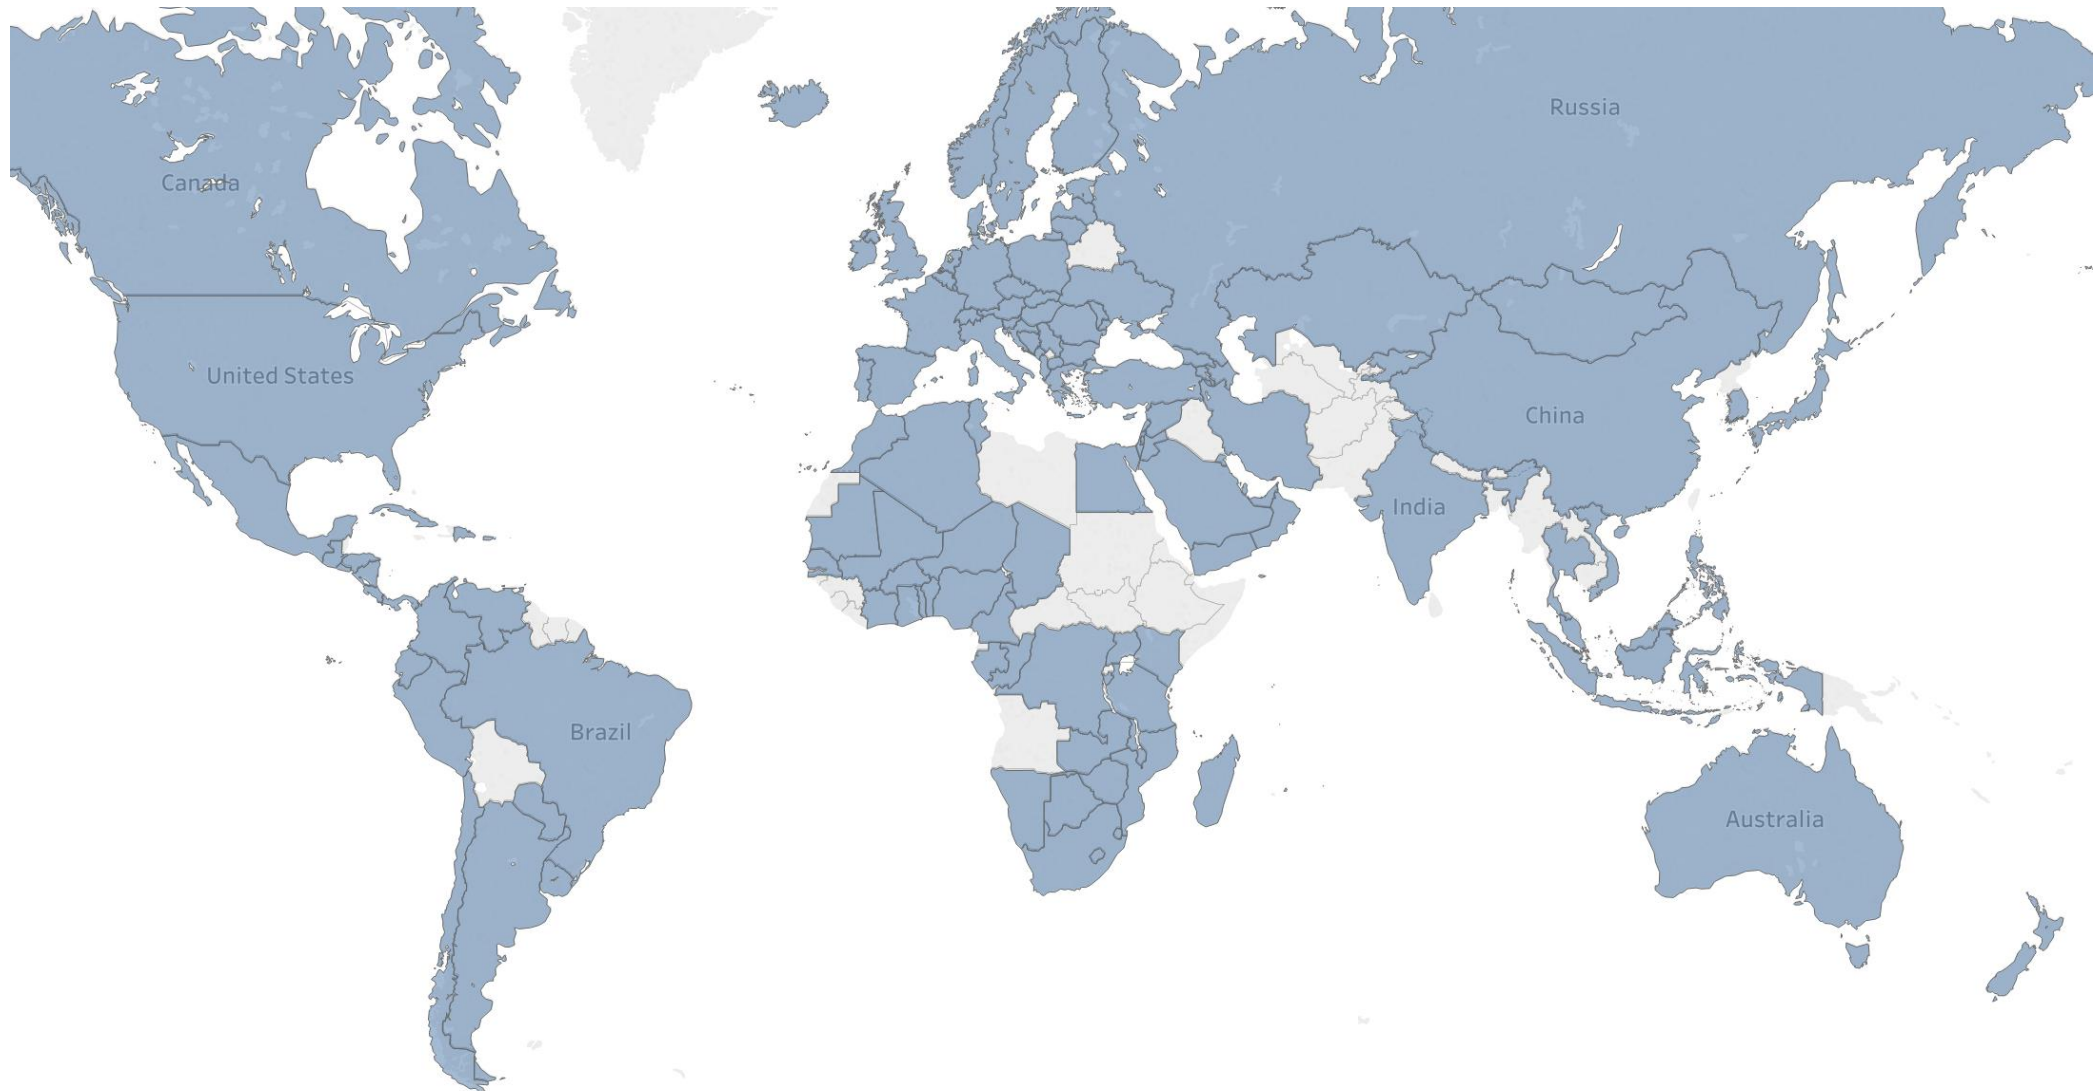 Russia
Canada
United States
China
India
Brazil
Australia